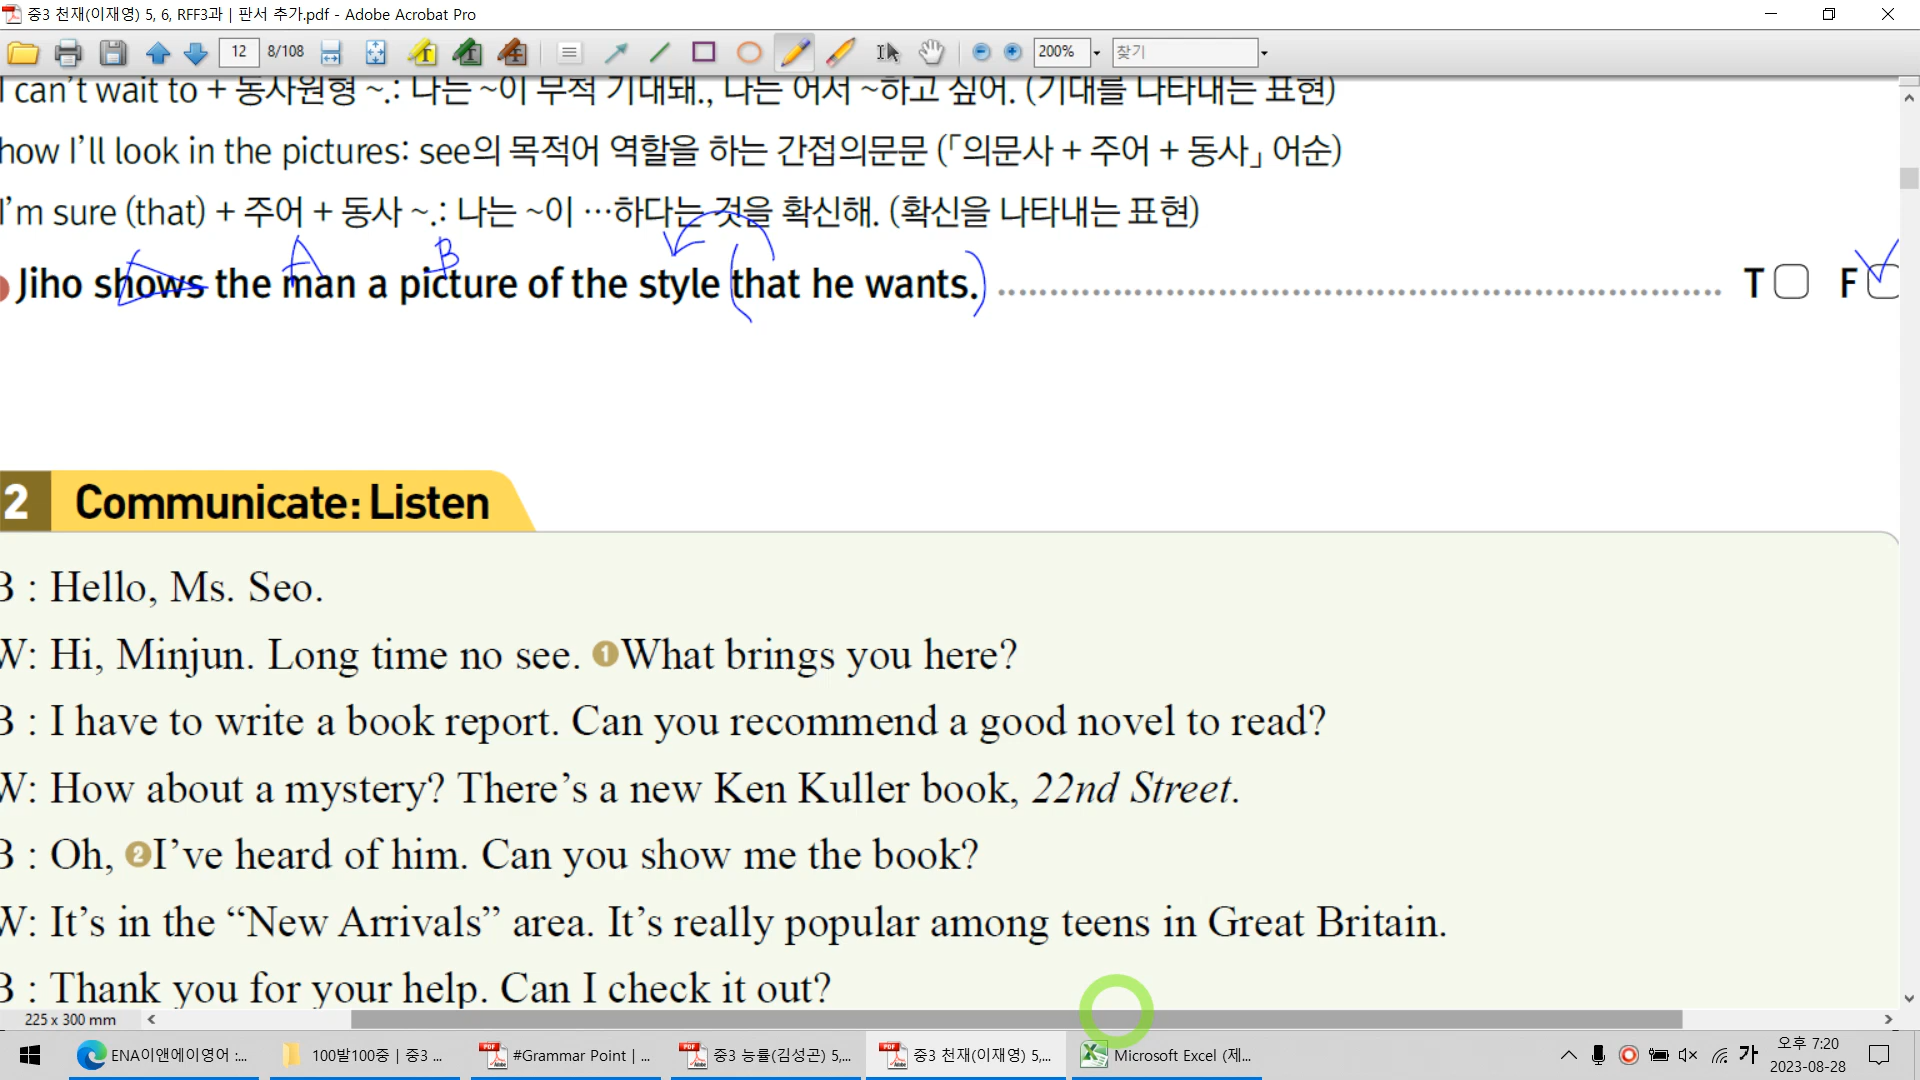 중3 천재(이재영) 5, 6, RFF3과 | 판서 추가.pdf - Adobe Acrobat Pro
12 8/108 200% 찾기
I can't wait to + 동사원형 ~.: 나는 ~이 무척 기대돼., 나는 어서 ~하고 싶어. (기대를 나타내는 표현)
how I'll look in the pictures: see의 목적어 역할을 하는 간접의문문 (「의문사 + 주어 + 동사」 어순)
I'm sure (that) + 주어 + 동사 ~.: 나는 ~이 …하다는 것을 확신해. (확신을 나타내는 표현)
A B
Jiho shows the man a picture of the style (that he wants.) T F
2 Communicate: Listen
B : Hello, Ms. Seo.
W: Hi, Minjun. Long time no see. ❶What brings you here?
B : I have to write a book report. Can you recommend a good novel to read?
W: How about a mystery? There's a new Ken Kuller book, 22nd Street.
B : Oh, ❷I've heard of him. Can you show me the book?
W: It's in the “New Arrivals” area. It's really popular among teens in Great Britain.
B : Thank you for your help. Can I check it out?
225 x 300 mm
ENA이앤에이영어 :... 100발100중 | 중3 ... #Grammar Point | ... 중3 능률(김성곤) 5,... 중3 천재(이재영) 5,... Microsoft Excel (제... 가 오후 7:20
2023-08-28